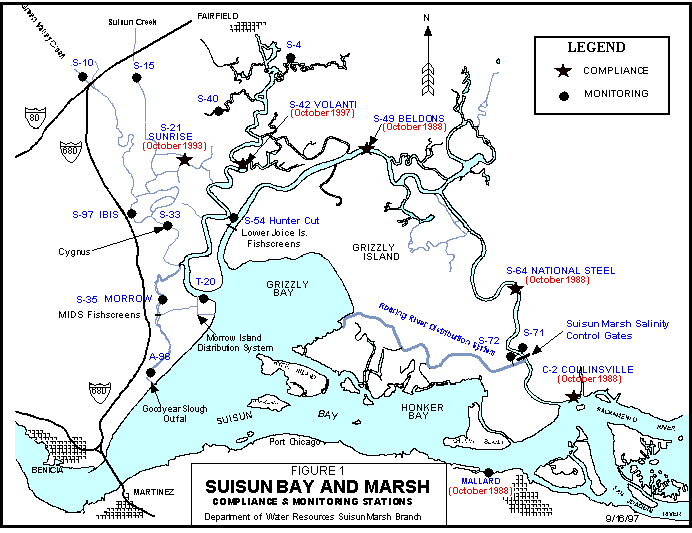 FAIRFIELD
Suisun Creek
N
LEGEND
COMPLIANCE
MONITORING
S-4
S-10
S-15
S-40
S-42 VOLANTI
(October 1997)
S-49 BELDONS
(October 1988)
80
680
S-21
SUNRISE
(October 1993)
S-97 IBIS
S-33
S-54 Hunter Cut
Lower Joice Is.
Fishscreens
Cygnus
GRIZZLY
ISLAND
S-64 NATIONAL STEEL
(October 1988)
T-20
GRIZZLY
BAY
S-35 MORROW
MIDS Fishscreens
Roaring River Distribution System
Morrow Island
Distribution System
S-72
S-71
Suisun Marsh Salinity
Control Gates
A-96
C-2 COLLINSVILLE
(October 1988)
680
Goodyear Slough
Outfall
SUISUN
BAY
HONKER
BAY
SACRAMENTO RIVER
Port Chicago
BENICIA
MARTINEZ
MALLARD
(October 1988)
SAN JOAQUIN
RIVER
FIGURE 1
SUISUN BAY AND MARSH
COMPLIANCE & MONITORING STATIONS
Department of Water Resources Suisun Marsh Branch
9/16/97